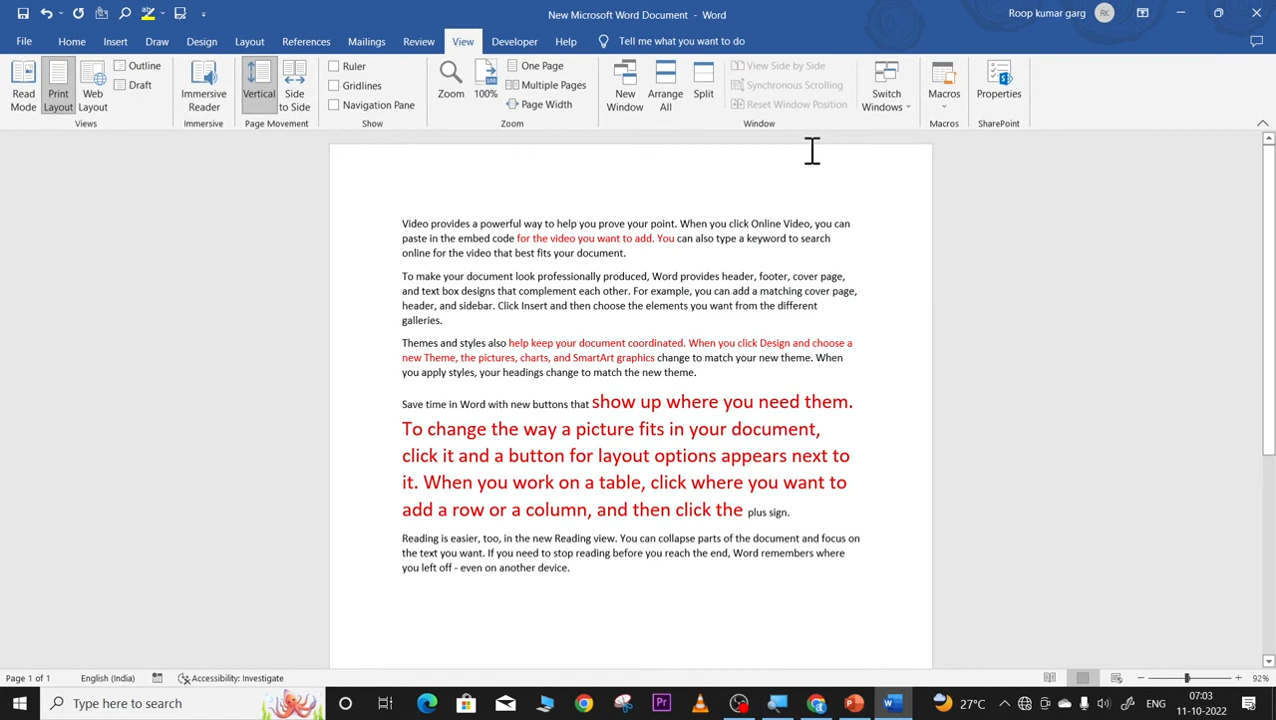 New Microsoft Word Document - Word
Roop kumar garg
RK
File Home Insert Draw Design Layout References Mailings Review View Developer Help Tell me what you want to do
Read Mode
Print Layout
Web Layout
Outline
Draft
Views
Immersive Reader
Immersive
Vertical
Side to Side
Page Movement
Ruler
Gridlines
Navigation Pane
Show
Zoom
100%
One Page
Multiple Pages
Page Width
Zoom
New Window
Arrange All
Split
View Side by Side
Synchronous Scrolling
Reset Window Position
Window
Switch Windows
Macros
Macros
Properties
SharePoint
Video provides a powerful way to help you prove your point. When you click Online Video, you can
paste in the embed code for the video you want to add. You can also type a keyword to search
online for the video that best fits your document.
To make your document look professionally produced, Word provides header, footer, cover page,
and text box designs that complement each other. For example, you can add a matching cover page,
header, and sidebar. Click Insert and then choose the elements you want from the different
galleries.
Themes and styles also help keep your document coordinated. When you click Design and choose a
new Theme, the pictures, charts, and SmartArt graphics change to match your new theme. When
you apply styles, your headings change to match the new theme.
Save time in Word with new buttons that show up where you need them.
To change the way a picture fits in your document,
click it and a button for layout options appears next to
it. When you work on a table, click where you want to
add a row or a column, and then click the plus sign.
Reading is easier, too, in the new Reading view. You can collapse parts of the document and focus on
the text you want. If you need to stop reading before you reach the end, Word remembers where
you left off - even on another device.
Page 1 of 1 English (India) Accessibility: Investigate 92%
Type here to search
Pr
27°C
ENG
07:03
11-10-2022